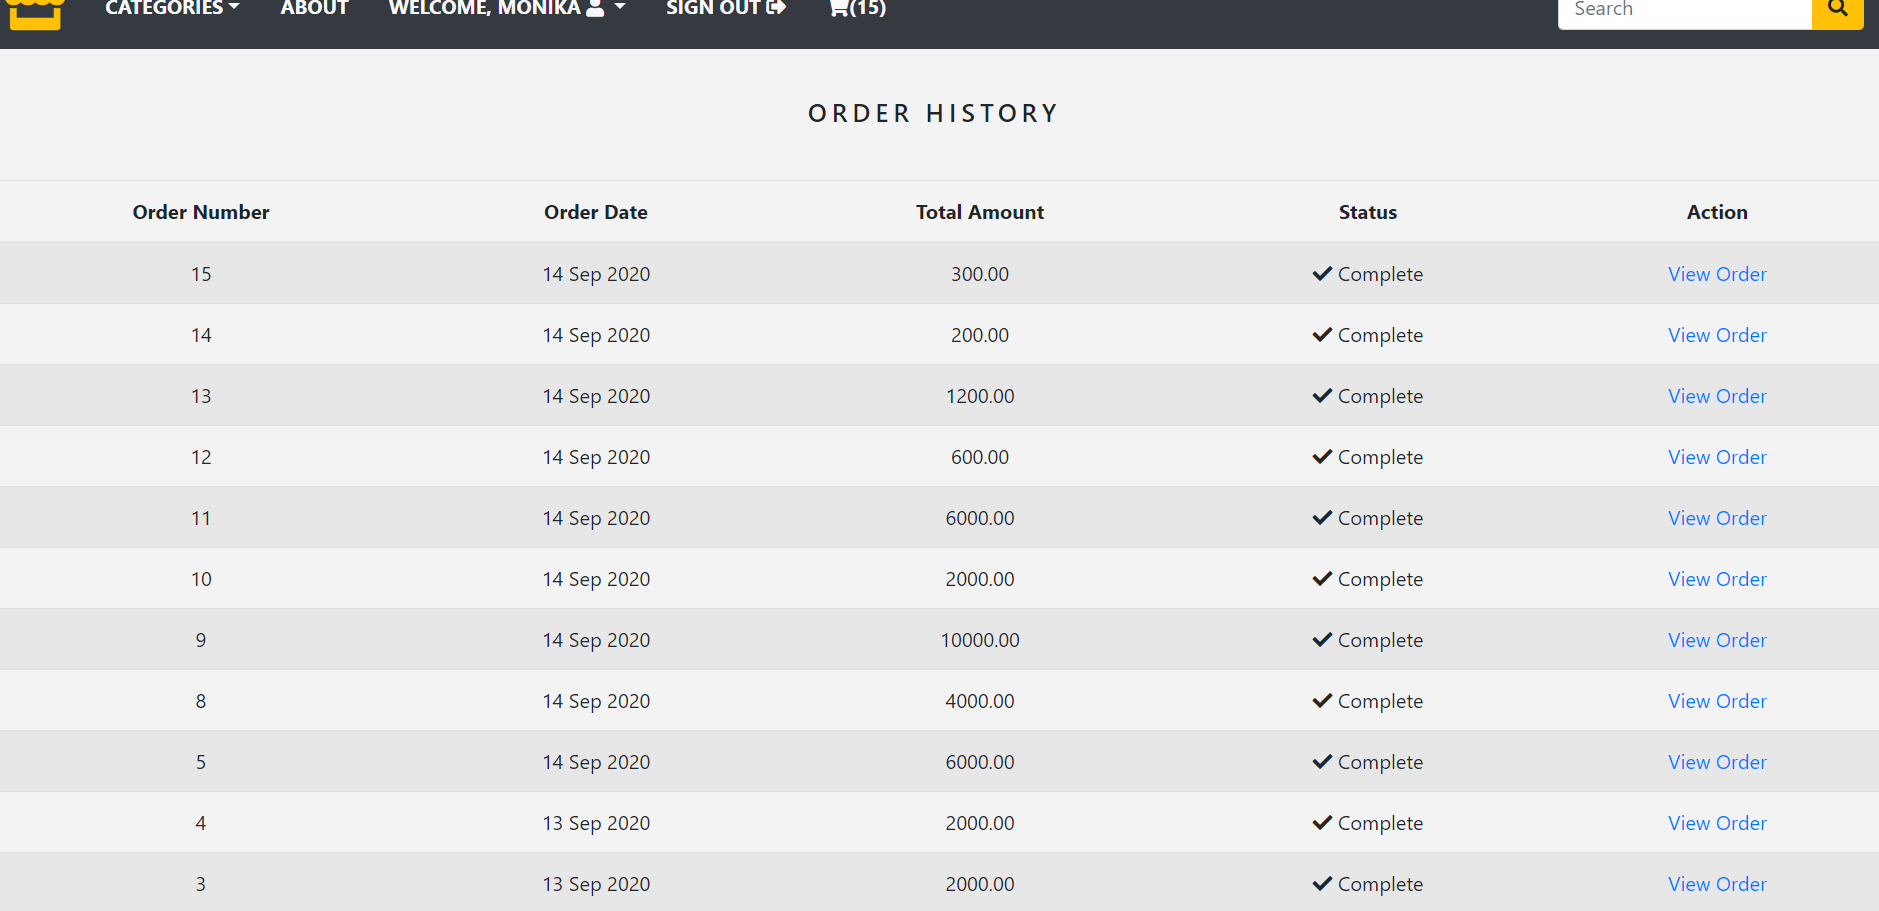 CATEGORIES ABOUT WELCOME, MONIKA SIGN OUT (15) Search
ORDER HISTORY
Order Number Order Date Total Amount Status Action
15 14 Sep 2020 300.00 Complete View Order
14 14 Sep 2020 200.00 Complete View Order
13 14 Sep 2020 1200.00 Complete View Order
12 14 Sep 2020 600.00 Complete View Order
11 14 Sep 2020 6000.00 Complete View Order
10 14 Sep 2020 2000.00 Complete View Order
9 14 Sep 2020 10000.00 Complete View Order
8 14 Sep 2020 4000.00 Complete View Order
5 14 Sep 2020 6000.00 Complete View Order
4 13 Sep 2020 2000.00 Complete View Order
3 13 Sep 2020 2000.00 Complete View Order